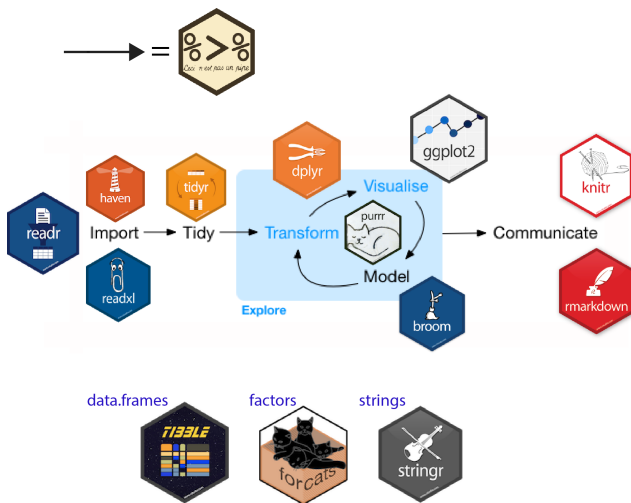 =
%>%
Ceci n'est pas un pipe
dplyr
ggplot2
haven
tidyr
knitr
Visualise
purrr
readr
Import
Tidy
Transform
Communicate
Model
readxl
broom
rmarkdown
Explore
data.frames
factors
strings
TIBBLE
forcats
stringr